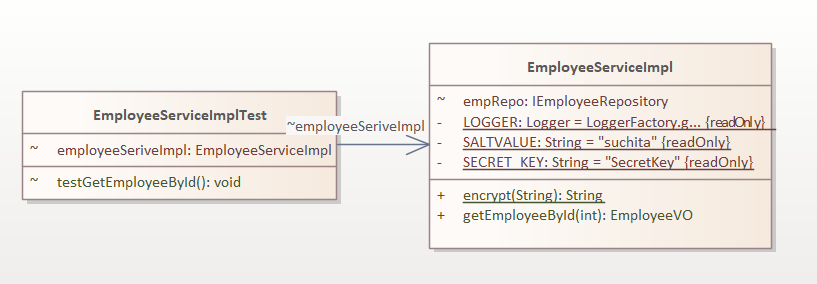 EmployeeServiceImplTest
~ employeeSeriveImpl: EmployeeServiceImpl
~ testGetEmployeeById(): void
~employeeSeriveImpl
EmployeeServiceImpl
~ empRepo: IEmployeeRepository
- LOGGER: Logger = LoggerFactory.g... {readOnly}
- SALTVALUE: String = "suchita" {readOnly}
- SECRET_KEY: String = "SecretKey" {readOnly}
+ encrypt(String): String
+ getEmployeeById(int): EmployeeVO